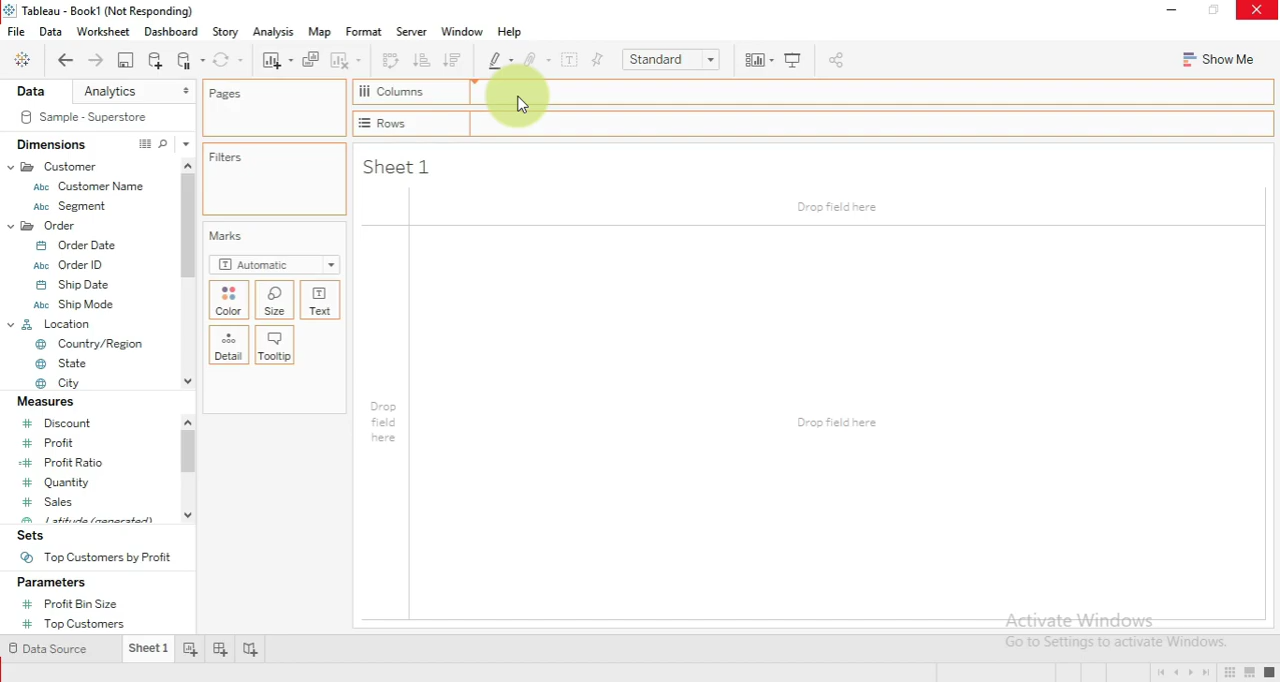 Tableau - Book1 (Not Responding)
File Data Worksheet Dashboard Story Analysis Map Format Server Window Help
Standard
Show Me
Data Analytics
Sample - Superstore
Dimensions
Customer
Abc Customer Name
Abc Segment
Order
Order Date
Abc Order ID
Ship Date
Abc Ship Mode
Location
Country/Region
State
City
Measures
# Discount
# Profit
=# Profit Ratio
# Quantity
# Sales
Latitude (generated)
Sets
Top Customers by Profit
Parameters
# Profit Bin Size
# Top Customers
Pages
Filters
Marks
T Automatic
Color Size Text
Detail Tooltip
Columns
Rows
Sheet 1
Drop field here
Drop
field
here
Drop field here
Activate Windows
Go to Settings to activate Windows.
Data Source Sheet 1